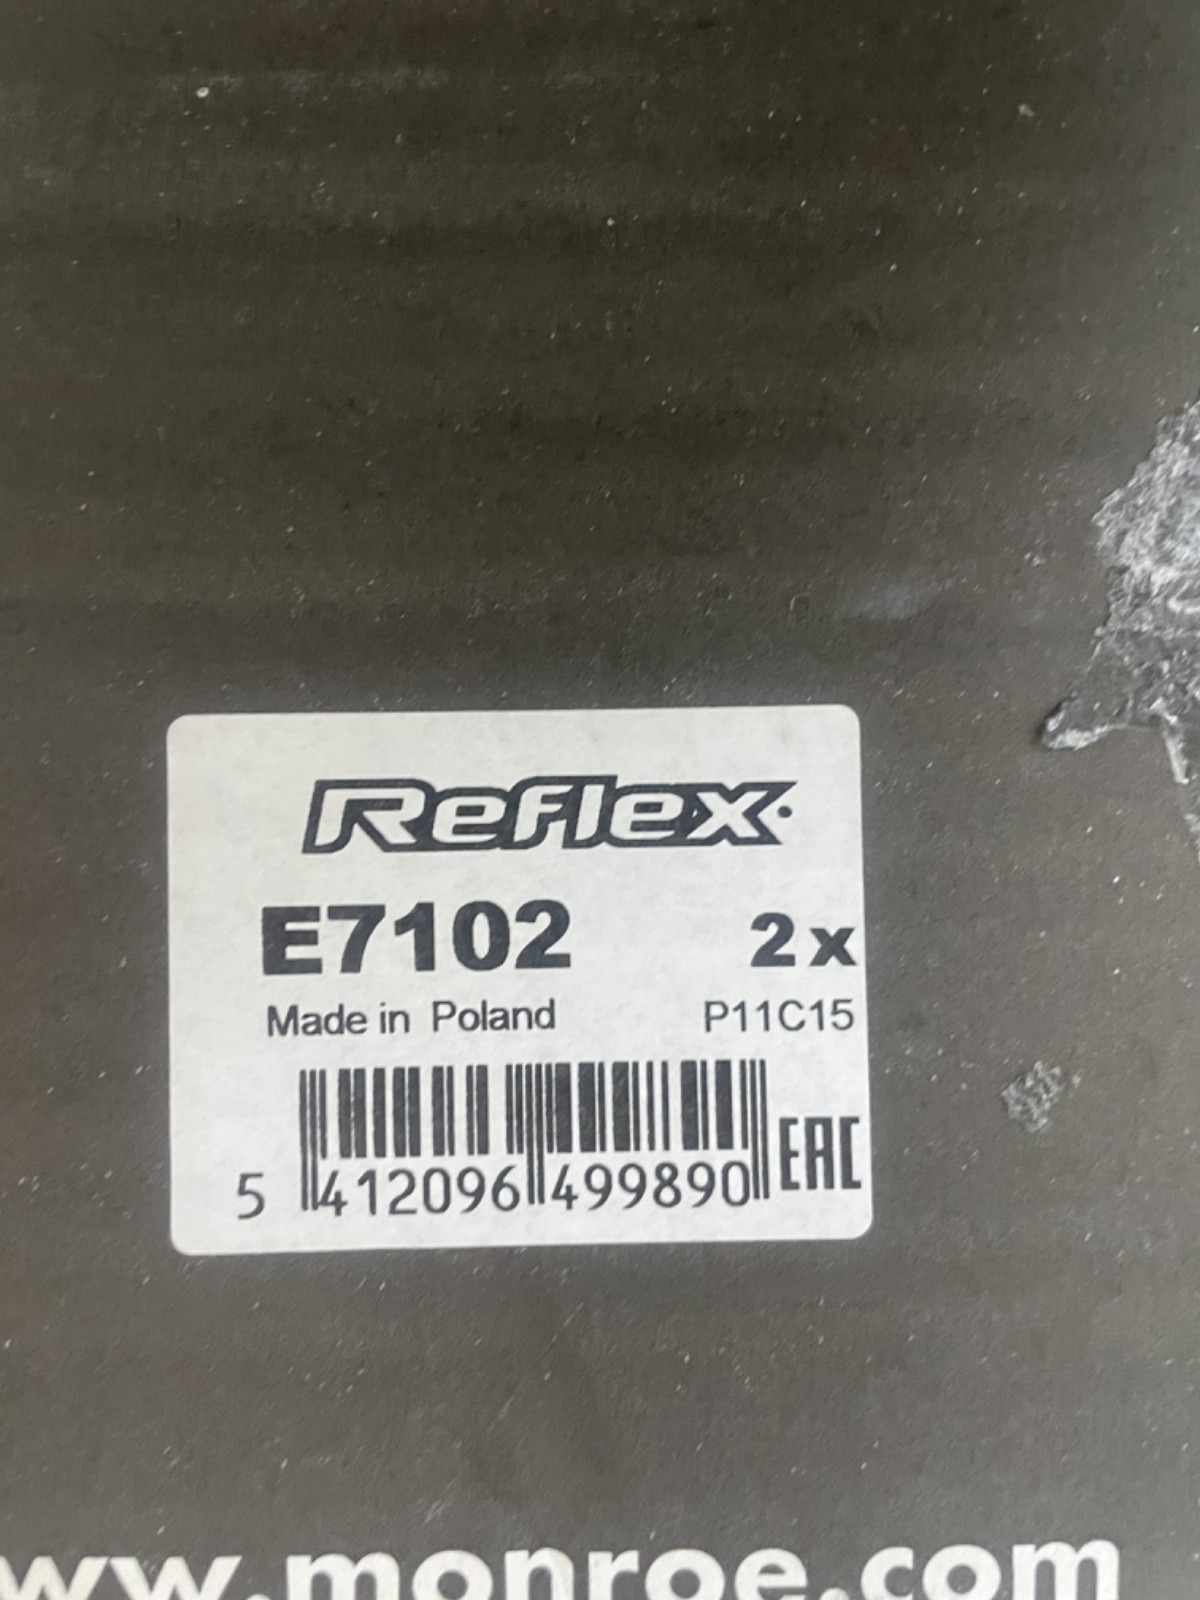 Reflex
E7102 2x
Made in Poland P11C15
5 412096 499890 EAC
www.monroe.com